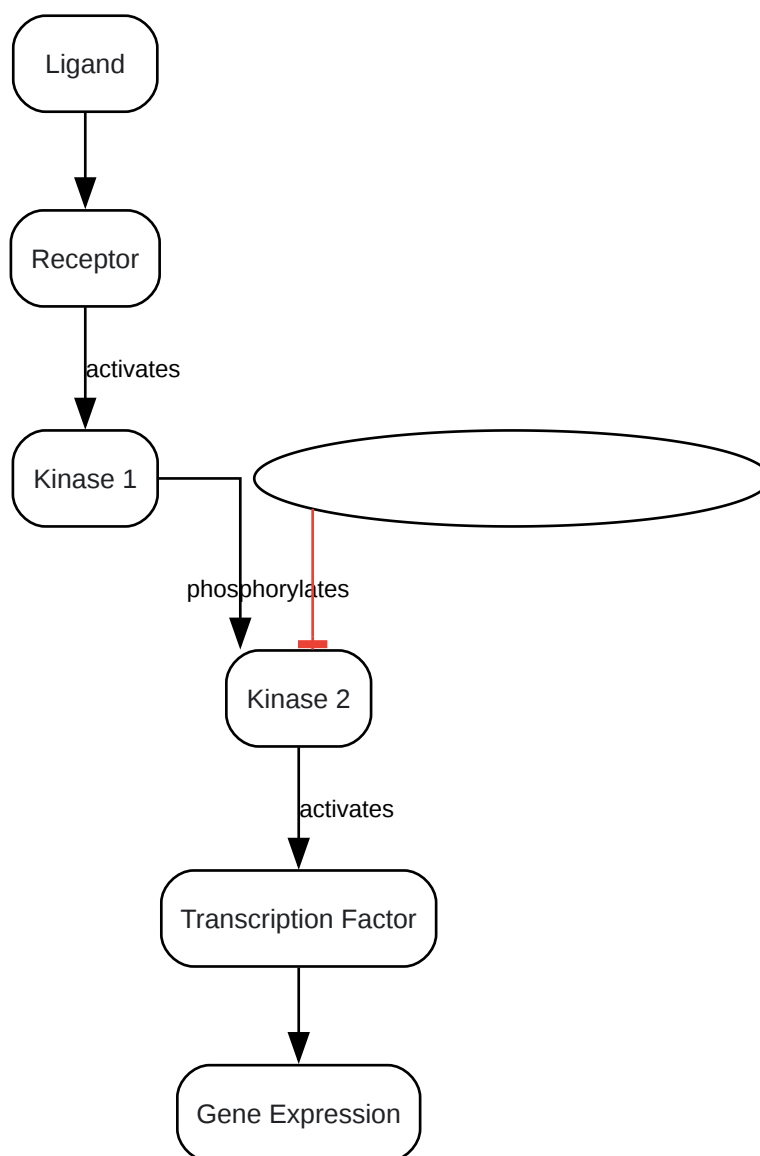 Ligand
Receptor
activates
Kinase 1
phosphorylates
Kinase 2
activates
Transcription Factor
Gene Expression